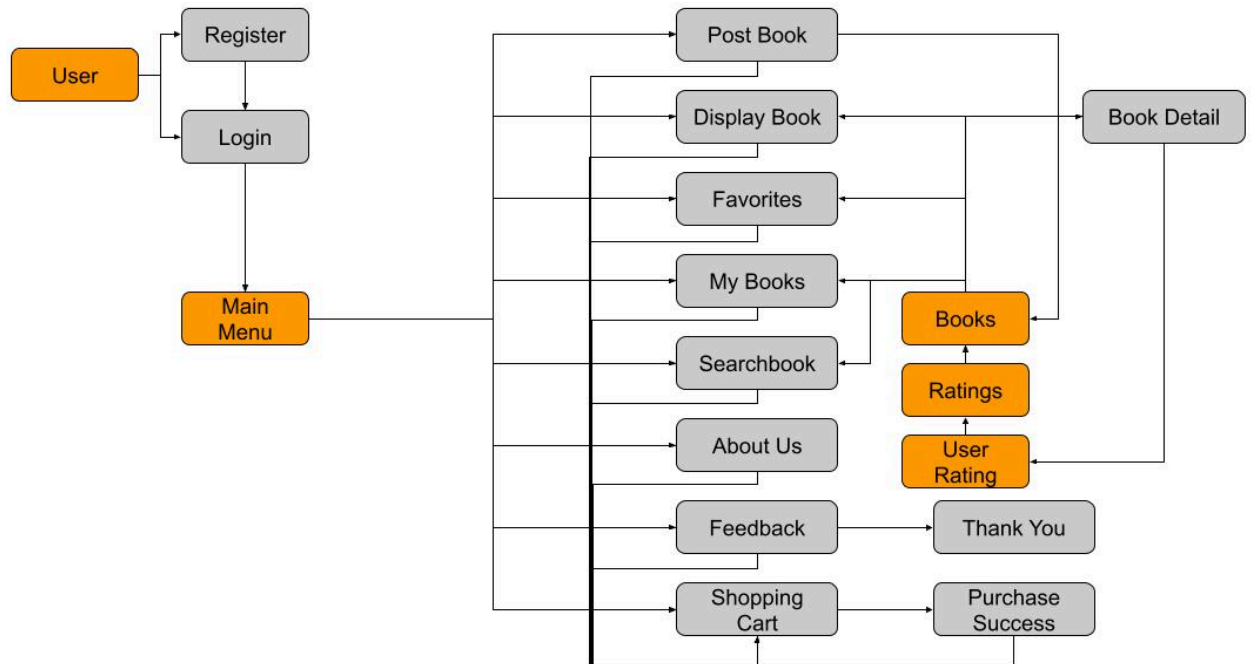 Register
User
Login
Main
Menu
Post Book
Display Book
Book Detail
Favorites
My Books
Books
Searchbook
Ratings
About Us
User
Rating
Feedback
Thank You
Shopping
Cart
Purchase
Success